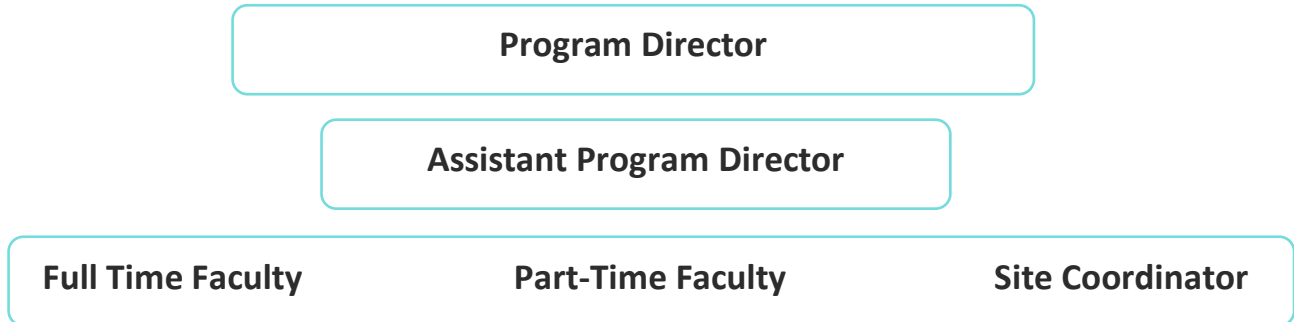 Program Director
Assistant Program Director
Full Time Faculty Part-Time Faculty Site Coordinator